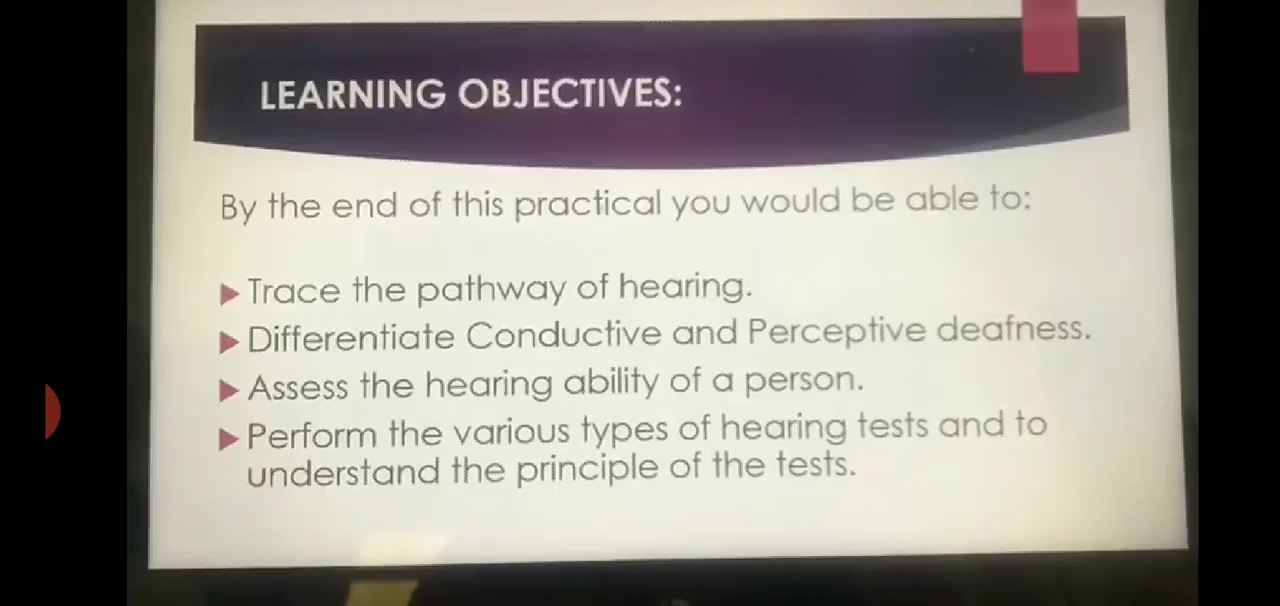 LEARNING OBJECTIVES:
By the end of this practical you would be able to:
Trace the pathway of hearing.
Differentiate Conductive and Perceptive deafness.
Assess the hearing ability of a person.
Perform the various types of hearing tests and to
understand the principle of the tests.